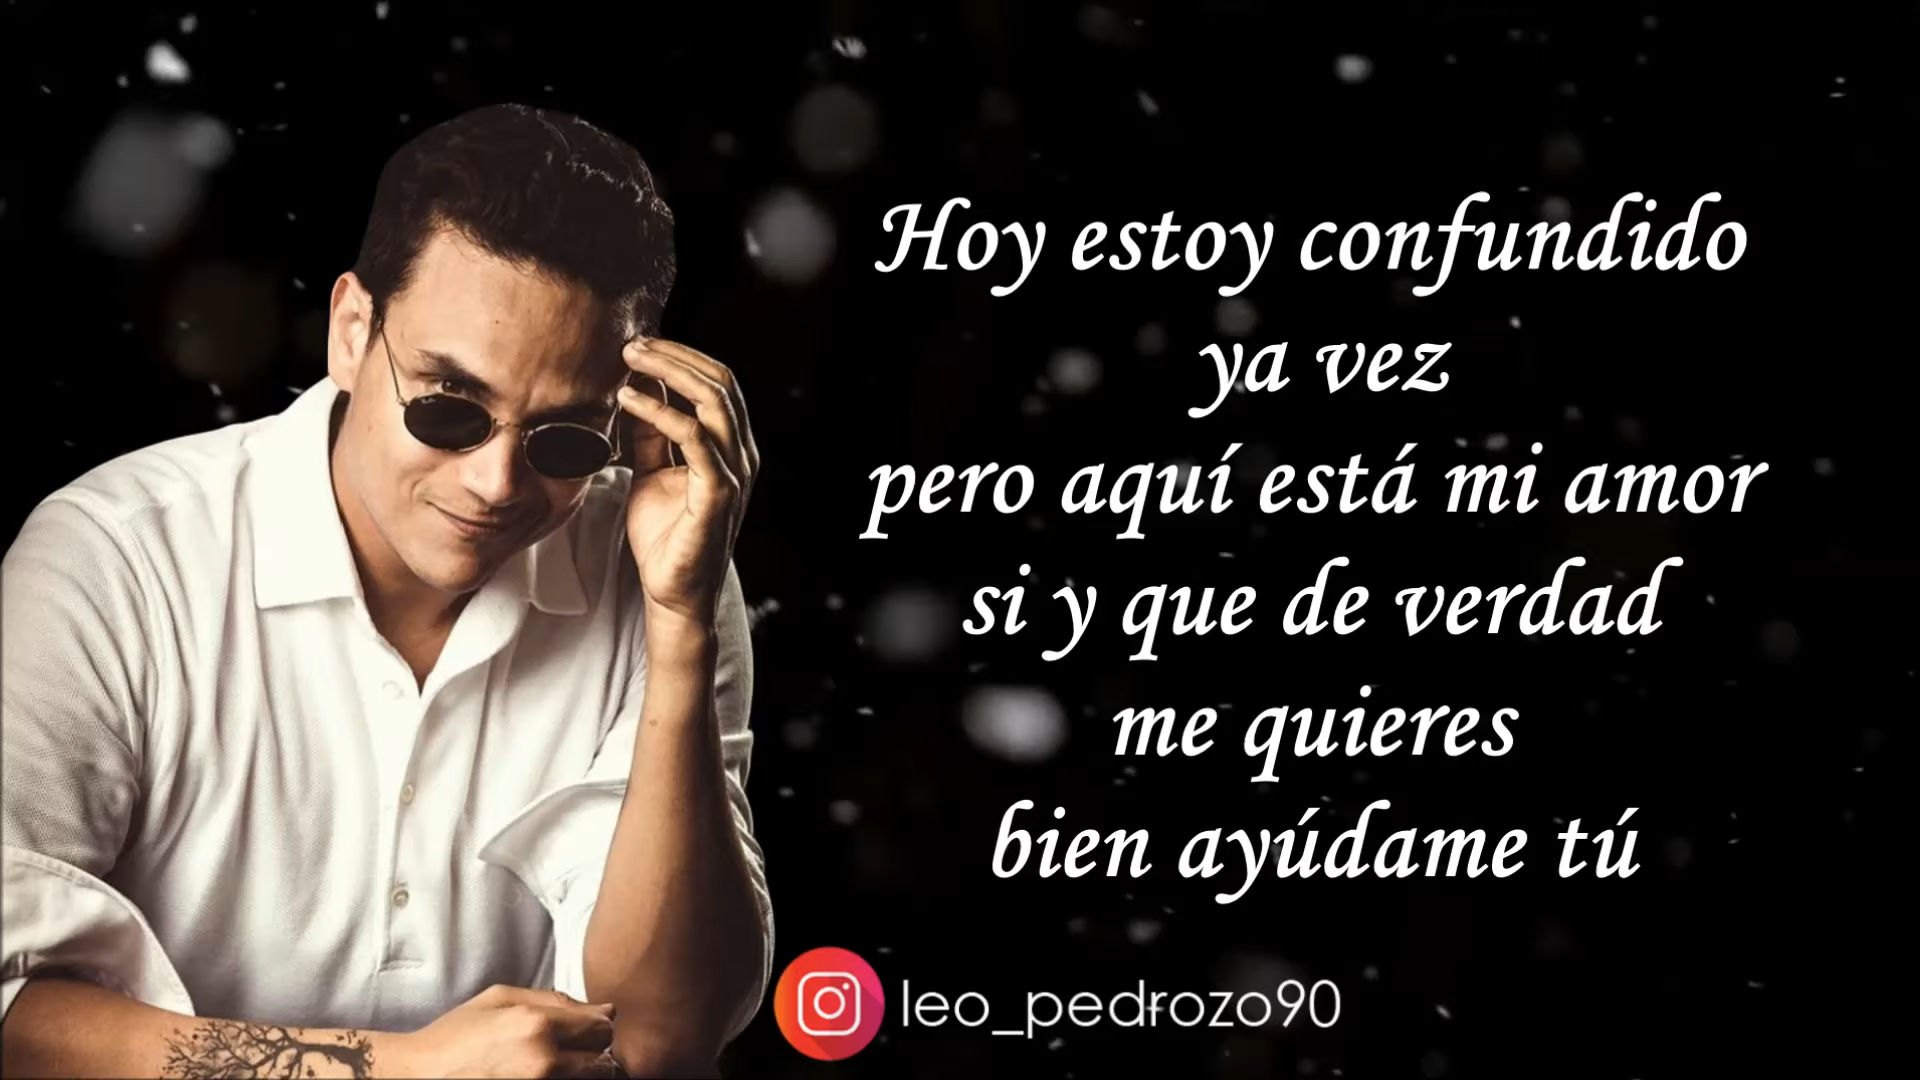 Hoy estoy confundido
ya vez
pero aquí está mi amor
si y que de verdad
me quieres
bien ayúdame tú
leo_pedrozo90